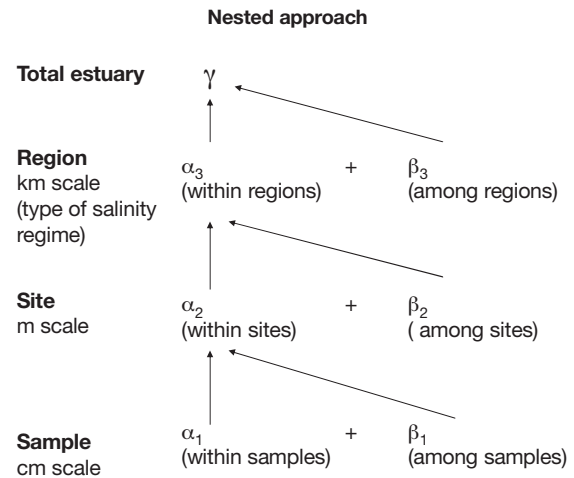 Nested approach
Total estuary γ
Region α3 + β3
km scale (within regions) (among regions)
(type of salinity
regime)
Site α2 + β2
m scale (within sites) ( among sites)
Sample α1 + β1
cm scale (within samples) (among samples)